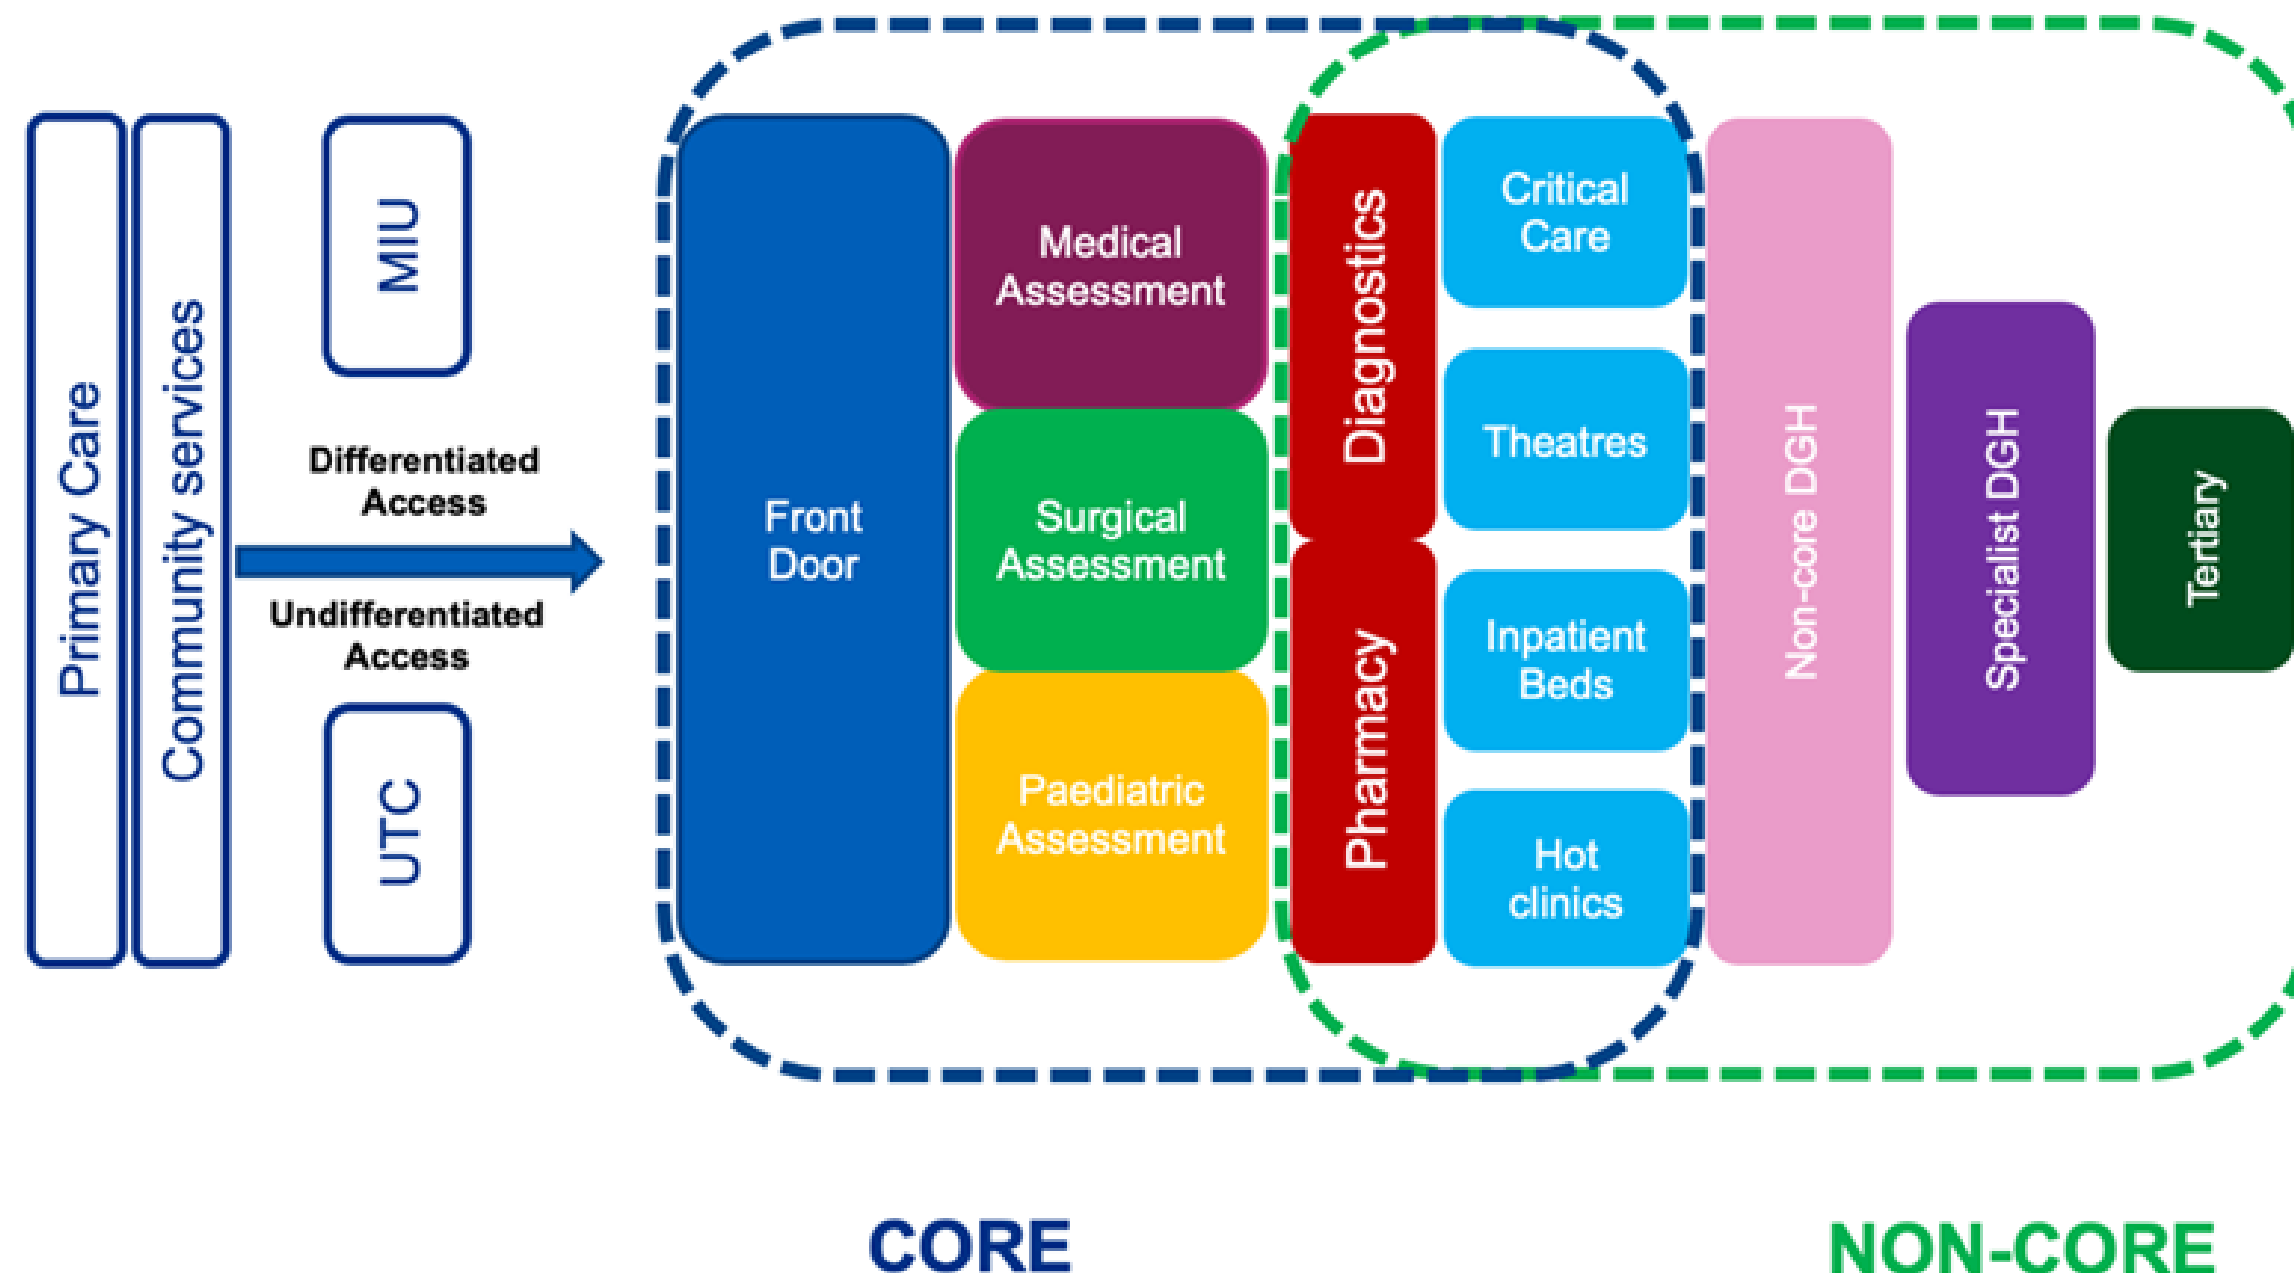 Primary Care
Community services
MIU
Differentiated
Access
Undifferentiated
Access
UTC
Front
Door
Medical
Assessment
Surgical
Assessment
Paediatric
Assessment
Diagnostics
Pharmacy
Critical
Care
Theatres
Inpatient
Beds
Hot
clinics
Non-core DGH
Specialist DGH
Tertiary
CORE
NON-CORE